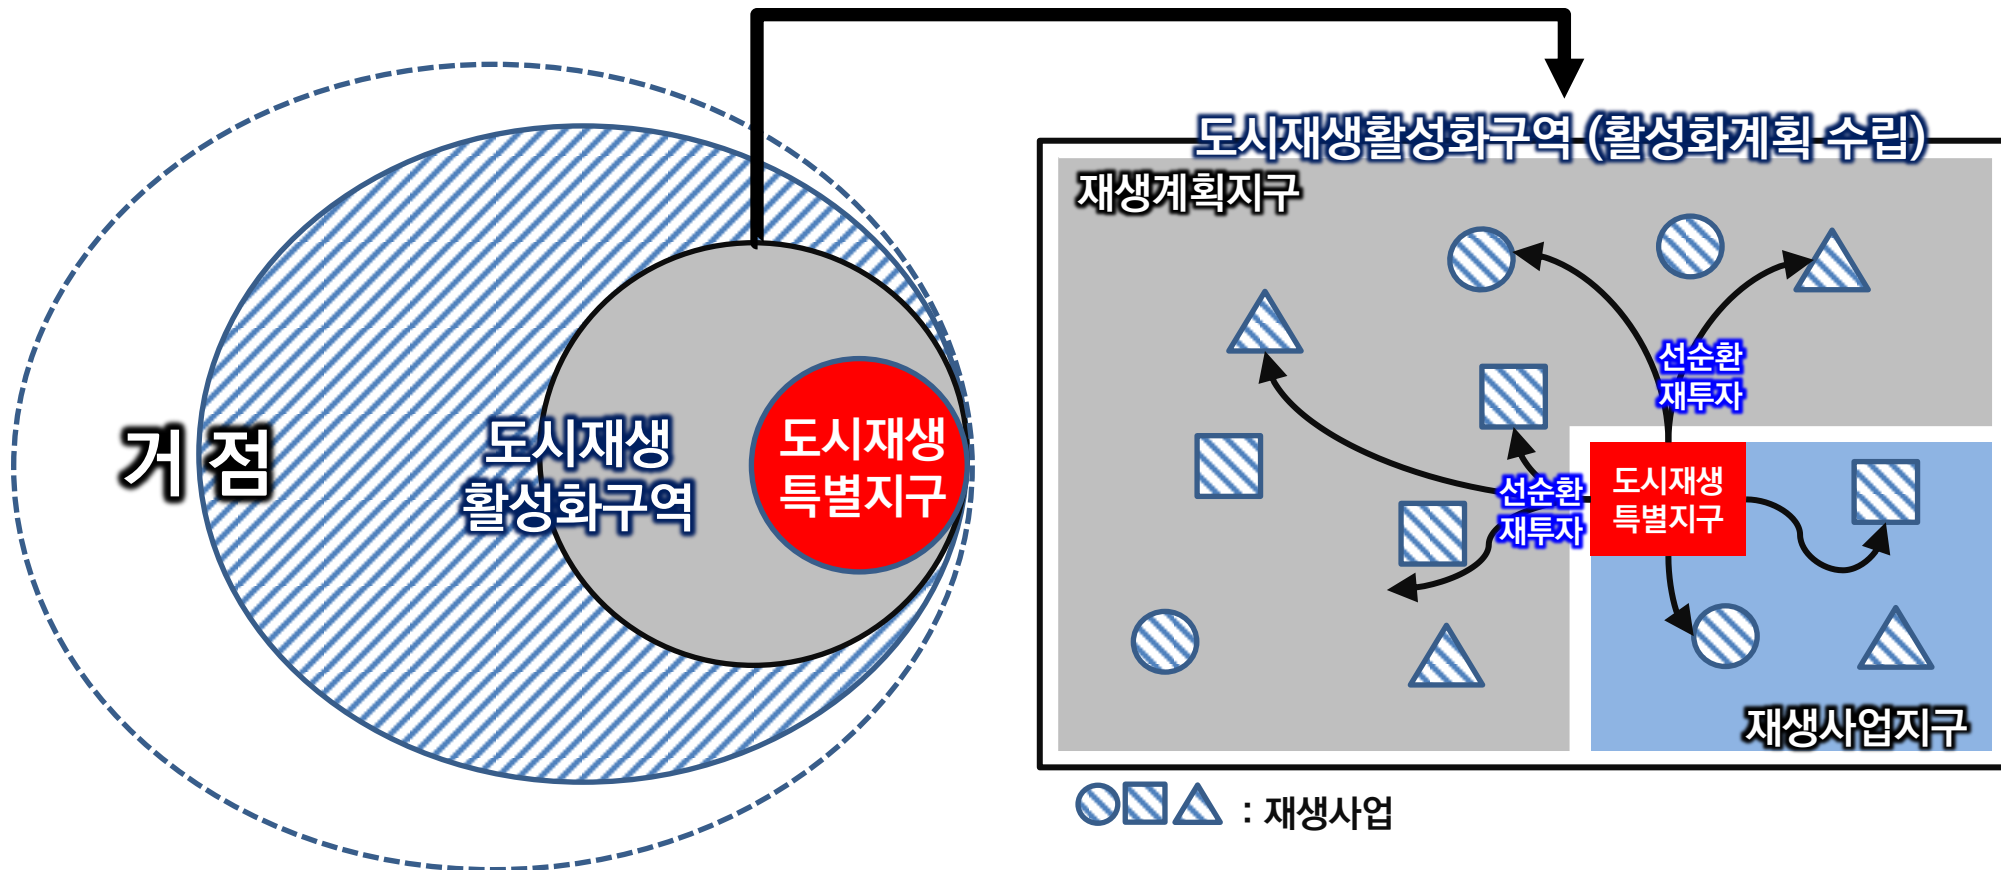 거 점
도시재생
활성화구역
도시재생
특별지구
도시재생활성화구역 (활성화계획 수립)
재생계획지구
선순환
재투자
선순환
재투자
도시재생
특별지구
재생사업지구
: 재생사업